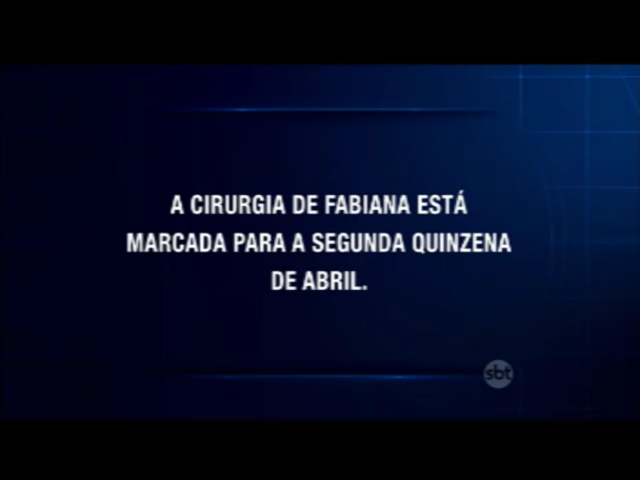 A CIRURGIA DE FABIANA ESTÁ
MARCADA PARA A SEGUNDA QUINZENA
DE ABRIL.
sbt